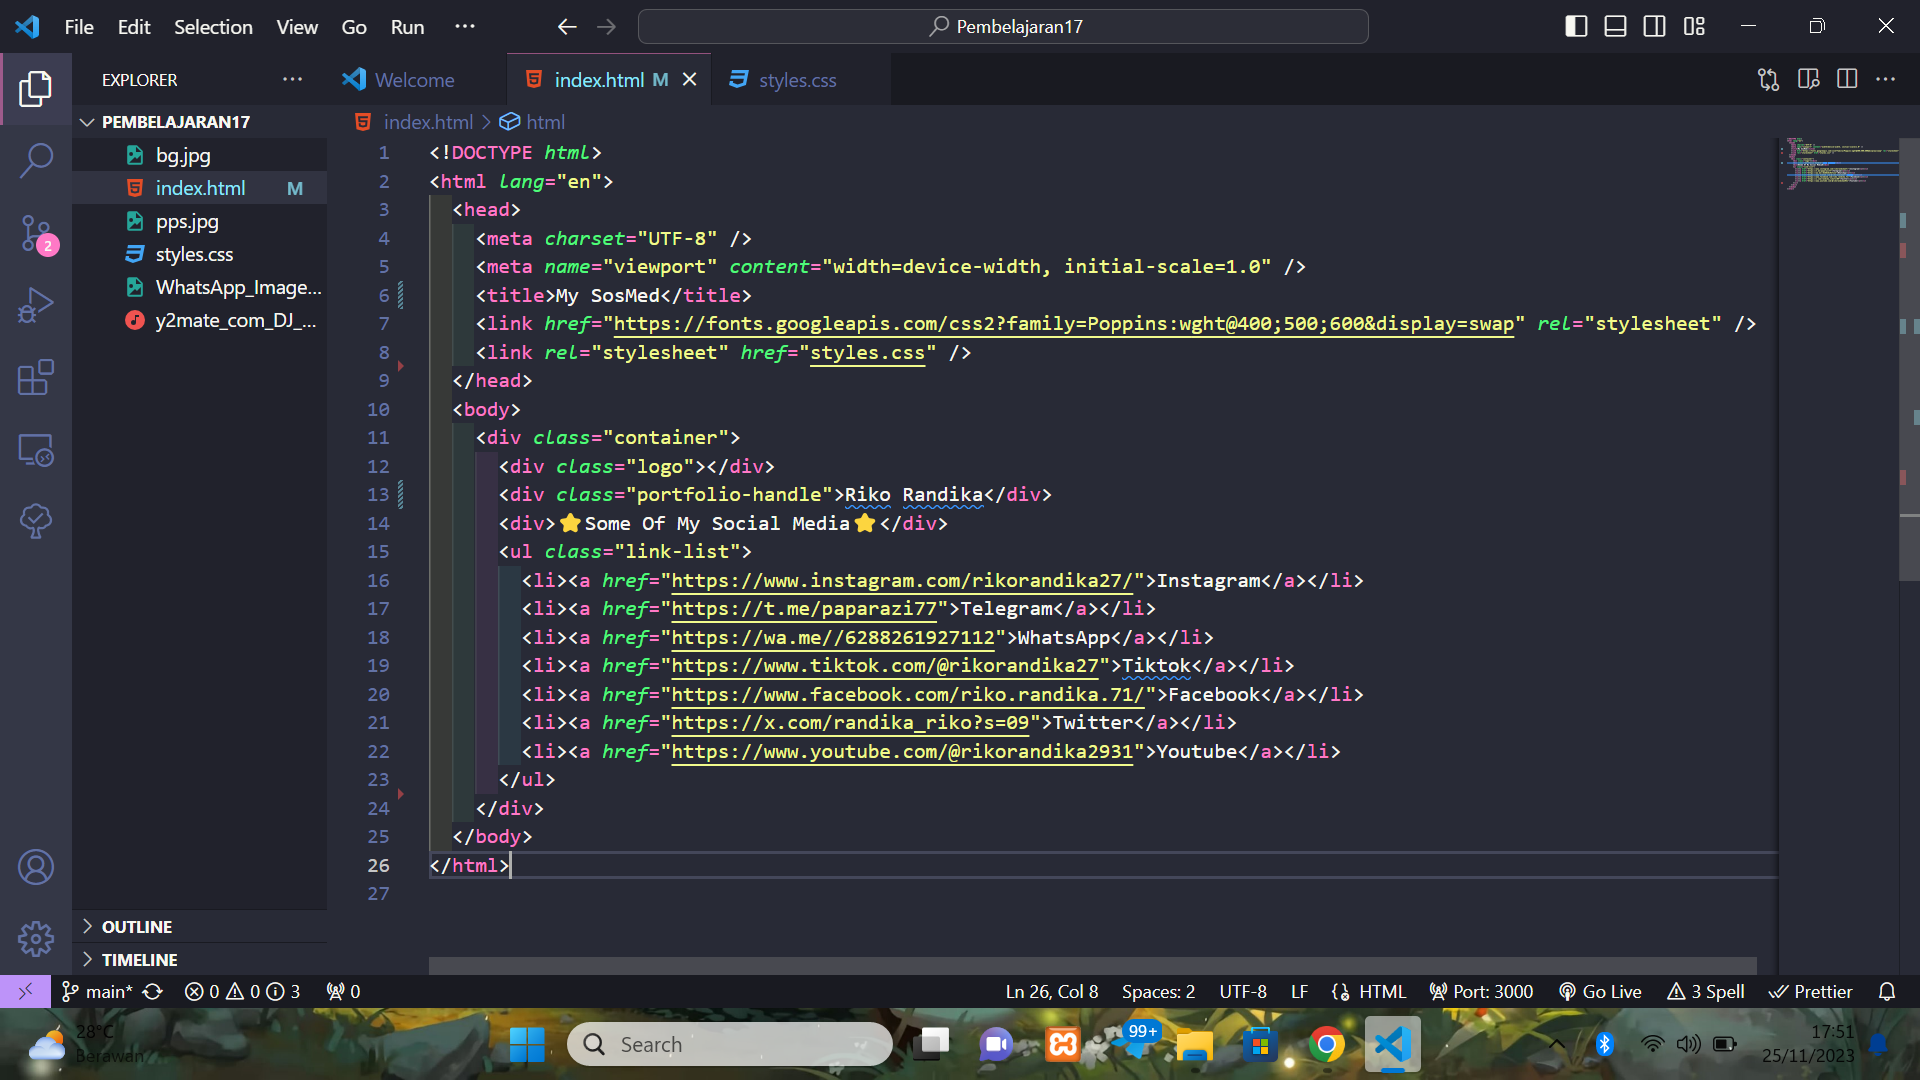 File Edit Selection View Go Run ···
Pembelajaran17
EXPLORER
Welcome
index.html M
styles.css
PEMBELAJARAN17
index.html > html
bg.jpg
index.html M
pps.jpg
styles.css
WhatsApp_Image...
y2mate_com_DJ_...
2
1 <!DOCTYPE html>
2 <html lang="en">
3 <head>
4 <meta charset="UTF-8" />
5 <meta name="viewport" content="width=device-width, initial-scale=1.0" />
6 <title>My SosMed</title>
7 <link href="https://fonts.googleapis.com/css2?family=Poppins:wght@400;500;600&display=swap" rel="stylesheet" />
8 <link rel="stylesheet" href="styles.css" />
9 </head>
10 <body>
11 <div class="container">
12 <div class="logo"></div>
13 <div class="portfolio-handle">Riko Randika</div>
14 <div>⭐Some Of My Social Media⭐</div>
15 <ul class="link-list">
16 <li><a href="https://www.instagram.com/rikorandika27/">Instagram</a></li>
17 <li><a href="https://t.me/paparazi77">Telegram</a></li>
18 <li><a href="https://wa.me//6288261927112">WhatsApp</a></li>
19 <li><a href="https://www.tiktok.com/@rikorandika27">Tiktok</a></li>
20 <li><a href="https://www.facebook.com/riko.randika.71/">Facebook</a></li>
21 <li><a href="https://x.com/randika_riko?s=09">Twitter</a></li>
22 <li><a href="https://www.youtube.com/@rikorandika2931">Youtube</a></li>
23 </ul>
24 </div>
25 </body>
26 </html>
27
OUTLINE
TIMELINE
main* 0 0 3 0
Ln 26, Col 8 Spaces: 2 UTF-8 LF HTML Port: 3000 Go Live 3 Spell Prettier
28°C
Berawan
Search
99+
17:51
25/11/2023